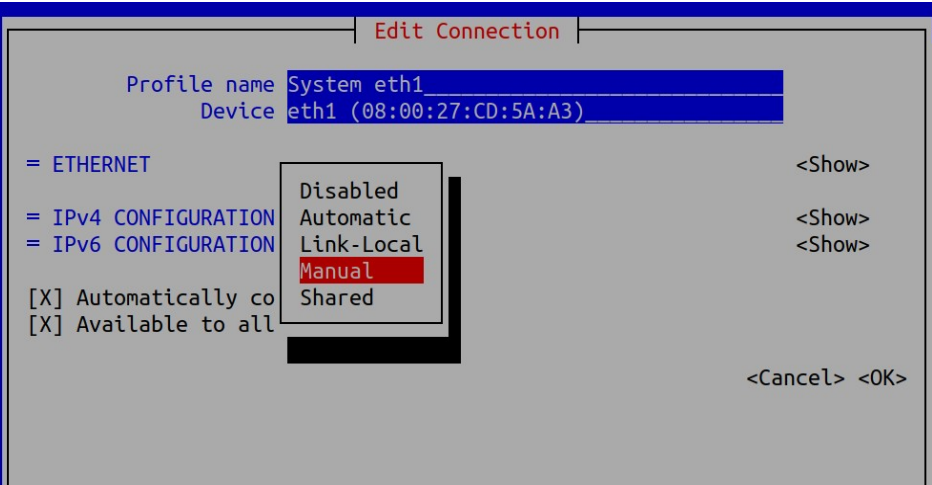 Edit Connection
Profile name System eth1
Device eth1 (08:00:27:CD:5A:A3)
= ETHERNET <Show>
Disabled
= IPv4 CONFIGURATION Automatic <Show>
= IPv6 CONFIGURATION Link-Local <Show>
Manual
[X] Automatically co Shared
[X] Available to all
<Cancel> <OK>